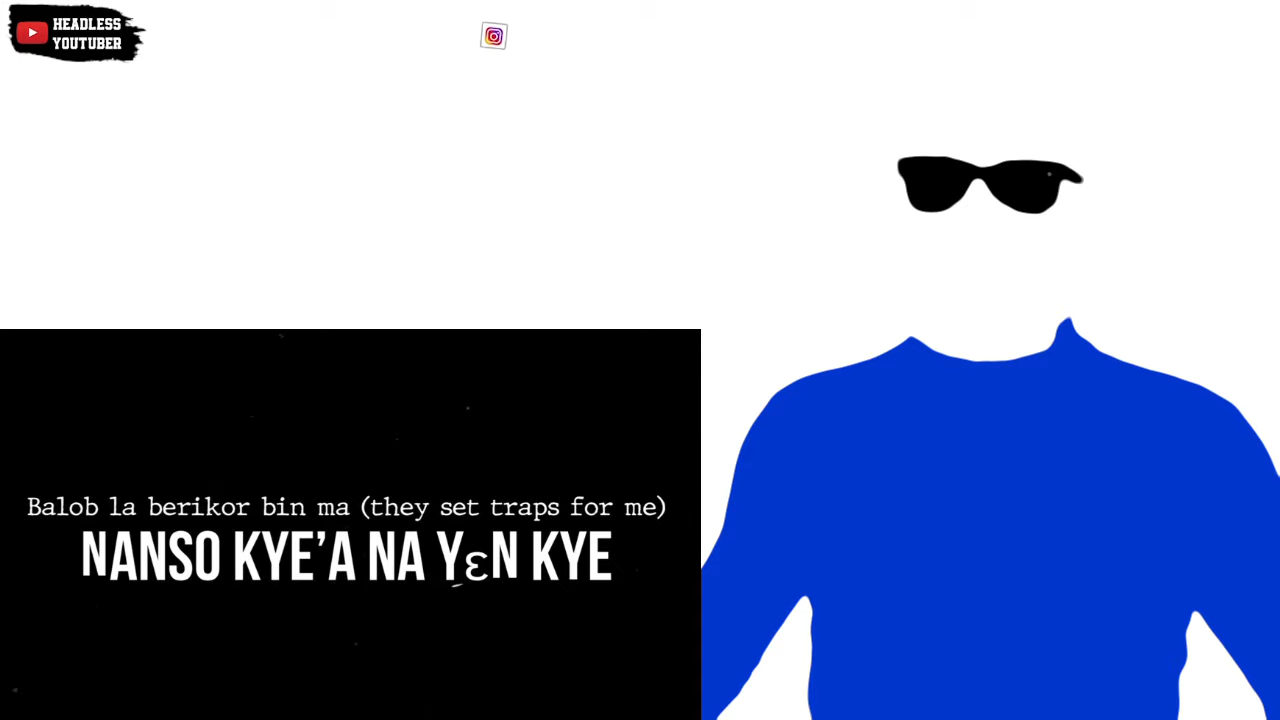 HEADLESS
YOUTUBER
Balob la berikor bin ma (they set traps for me)
NANSO KYE’A NA YɛN KYE